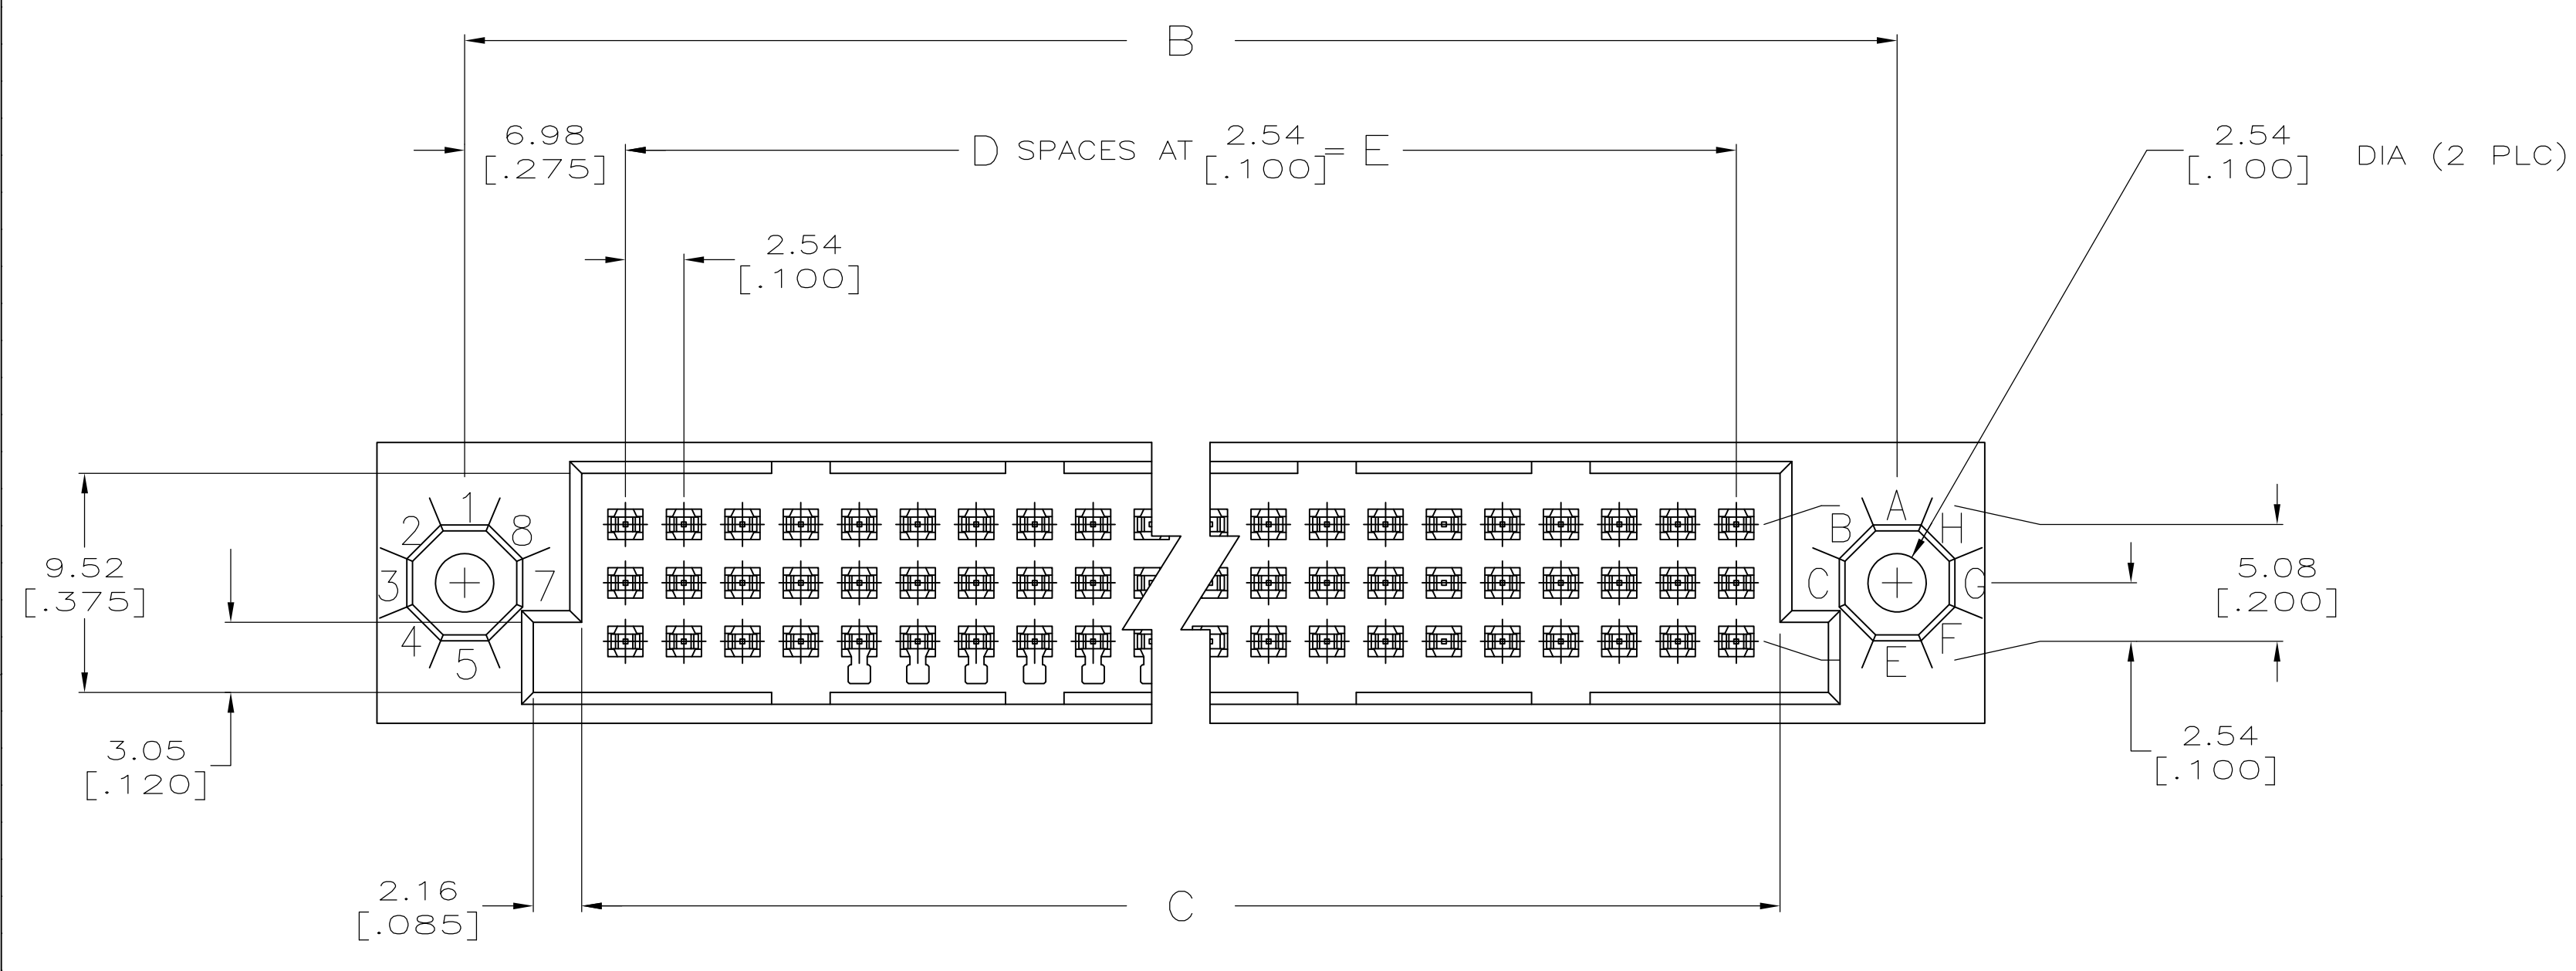 B
6.98
[.275]
D SPACES AT 2.54 [.100] = E
2.54
[.100] DIA (2 PLC)
2.54
[.100]
1
2
8
3
7
4
5
A
B
H
C
G
F
E
9.52
[.375]
5.08
[.200]
3.05
[.120]
2.54
[.100]
2.16
[.085]
C